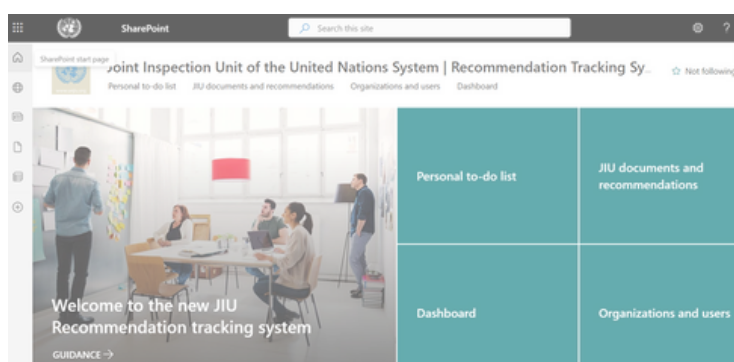 SharePoint
Search this site
?
SharePoint start page
Joint Inspection Unit of the United Nations System | Recommendation Tracking Sy...
Not following
Personal to-do list
JIU documents and recommendations
Organizations and users
Dashboard
Personal to-do list
JIU documents and
recommendations
Welcome to the new JIU
Recommendation tracking system
GUIDANCE →
Dashboard
Organizations and users